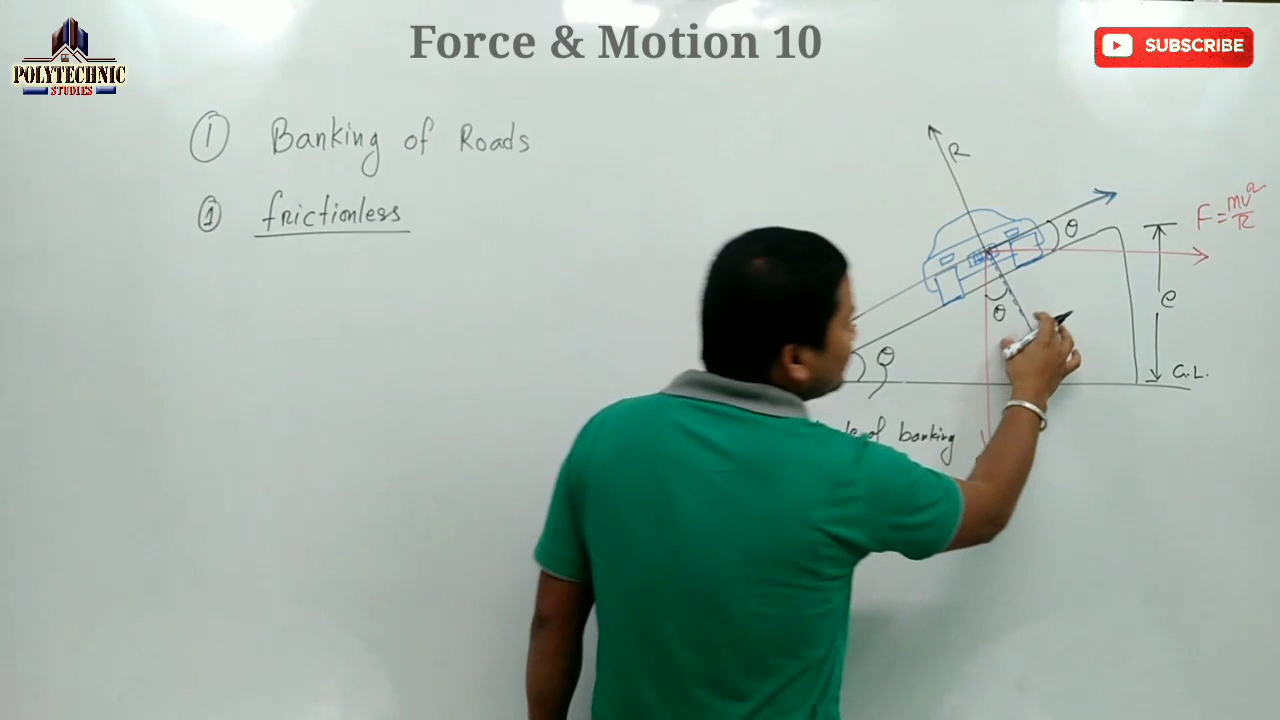 Force & Motion 10
POLYTECHNIC
STUDIES
SUBSCRIBE
① Banking of Roads
① frictionless
R
θ
F = mv²/R
e
θ
θ
G.L.
of banking